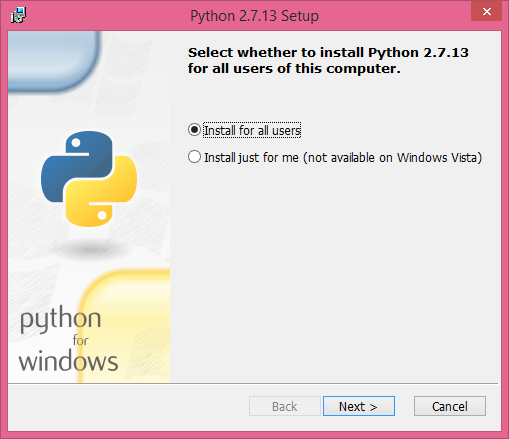 Python 2.7.13 Setup
Select whether to install Python 2.7.13
for all users of this computer.
Install for all users
Install just for me (not available on Windows Vista)
python
for
windows
Back
Next >
Cancel